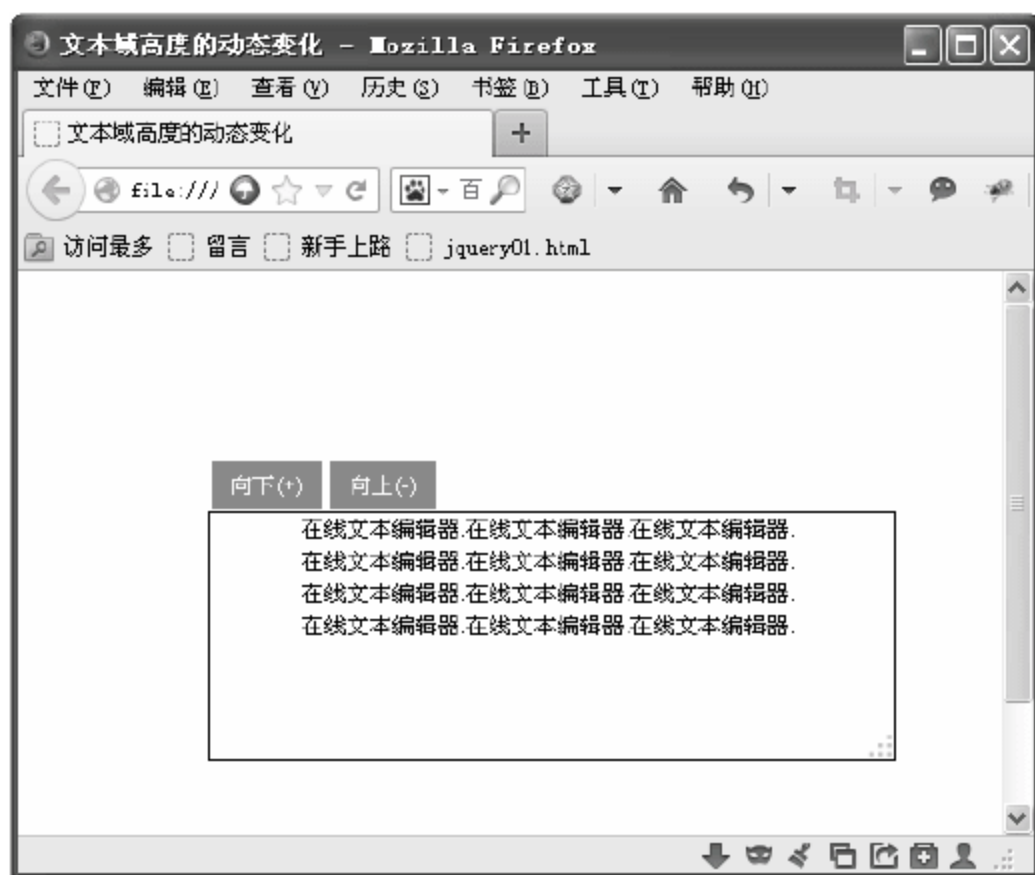 文本域高度的动态变化 - Mozilla Firefox
文件(F) 编辑(E) 查看(V) 历史(S) 书签(B) 工具(T) 帮助(H)
文本域高度的动态变化
file:/// 百
访问最多 留言 新手上路 jquery01.html
向下(+) 向上(-)
在线文本编辑器.在线文本编辑器.在线文本编辑器.
在线文本编辑器.在线文本编辑器.在线文本编辑器.
在线文本编辑器.在线文本编辑器.在线文本编辑器.
在线文本编辑器.在线文本编辑器.在线文本编辑器.